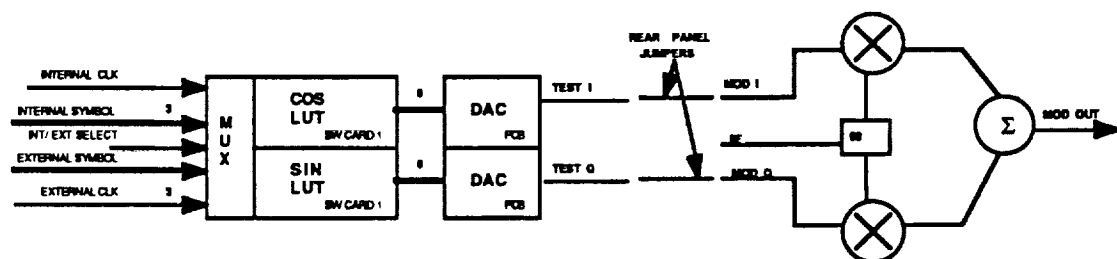 INTERNAL CLK
INTERNAL SYMBOL 3
INT/ EXT SELECT
EXTERNAL SYMBOL
EXTERNAL CLK 3
MUX
COS LUT
SW CARD 1
SIN LUT
SW CARD 1
8
8
DAC
PCB
DAC
PCB
TEST I
TEST Q
REAR PANEL
JUMPERS
MOD I
MOD Q
90
Σ
MOD OUT